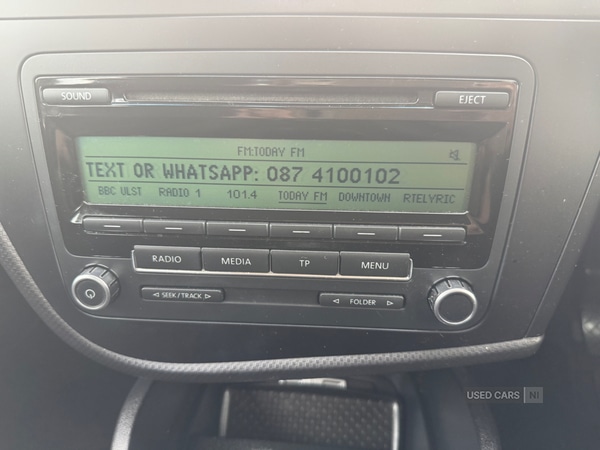 SOUND
EJECT
FM:TODAY FM
TEXT OR WHATSAPP: 087 4100102
BBC ULST RADIO 1 101.4 TODAY FM DOWNTOWN RTELYRIC
RADIO MEDIA TP MENU
SEEK/TRACK
FOLDER
USED CARS NI